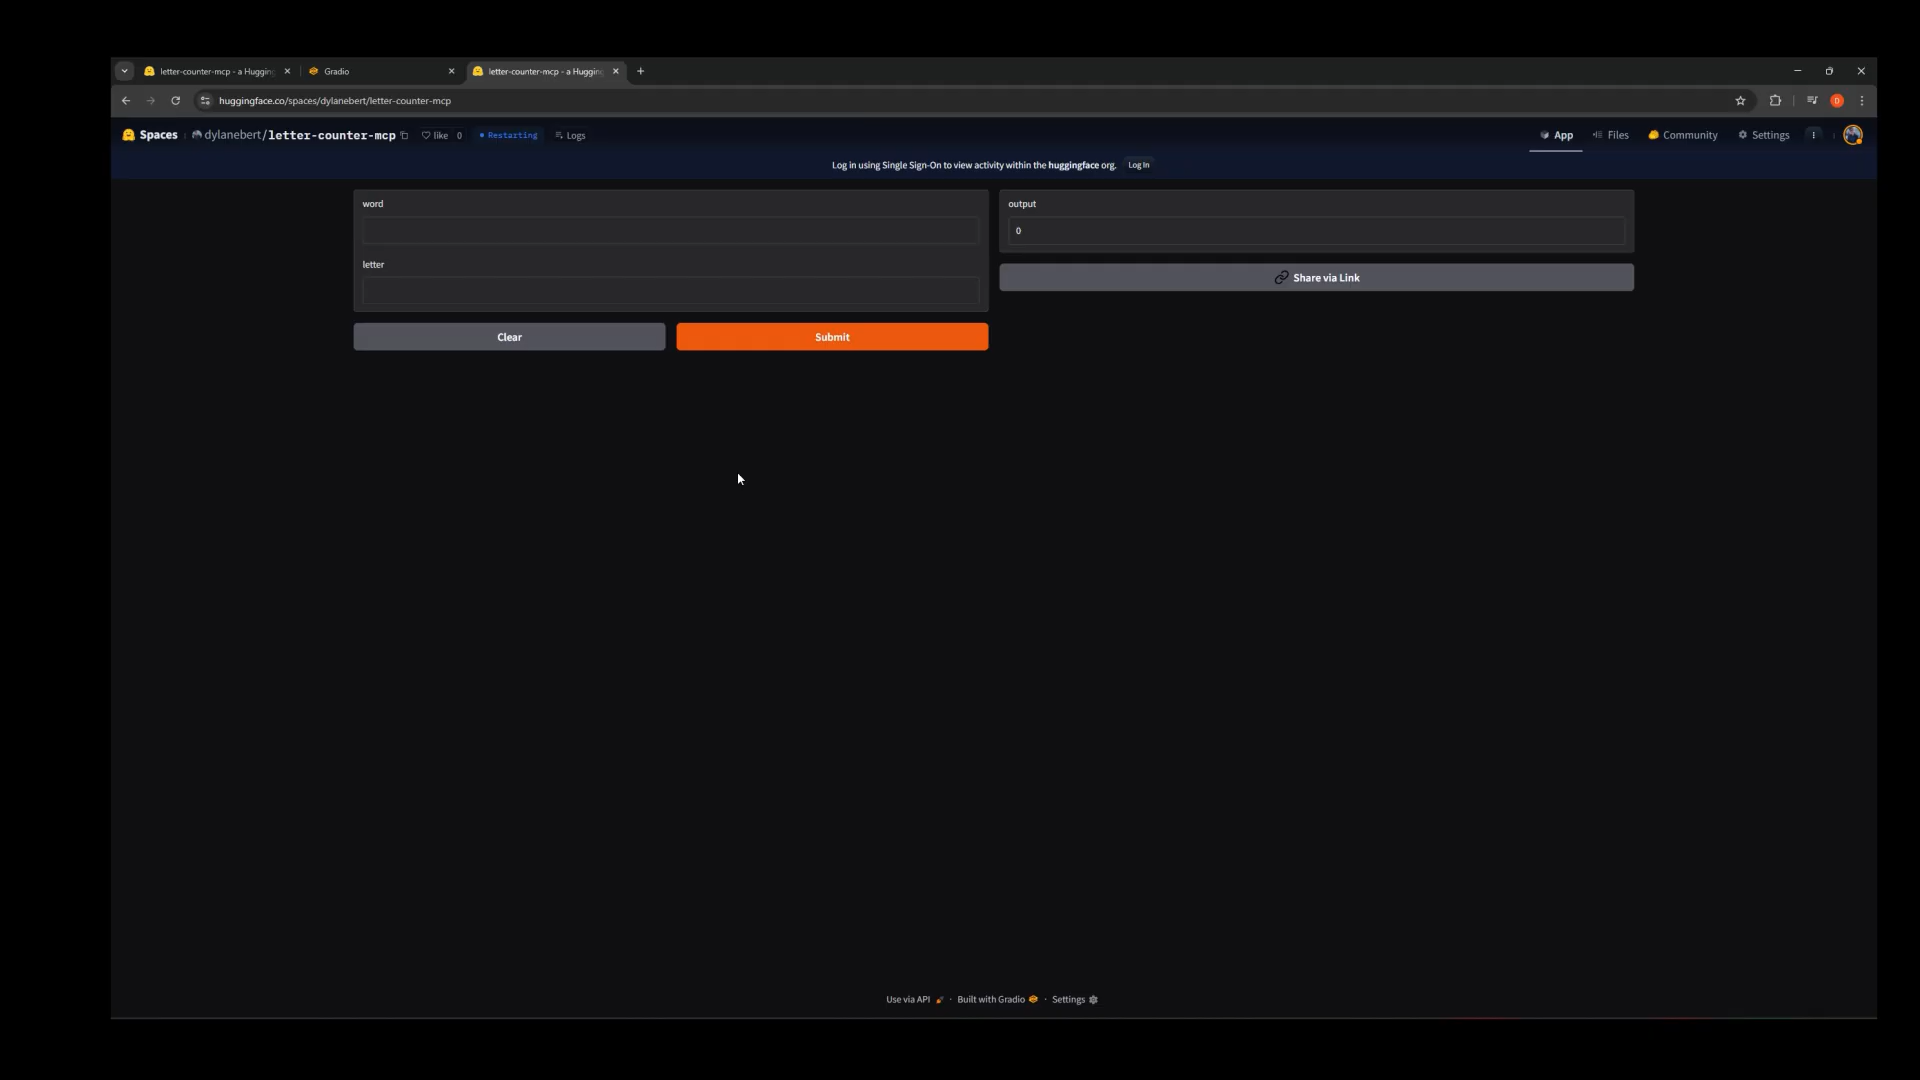 letter-counter-mcp - a Hugging
Gradio
letter-counter-mcp - a Hugging
huggingface.co/spaces/dylanebert/letter-counter-mcp
D
Spaces dylanebert/letter-counter-mcp like 0 Restarting Logs
App Files Community Settings
Log in using Single Sign-On to view activity within the huggingface org. Log In
word
letter
Clear Submit
output
0
Share via Link
Use via API · Built with Gradio · Settings